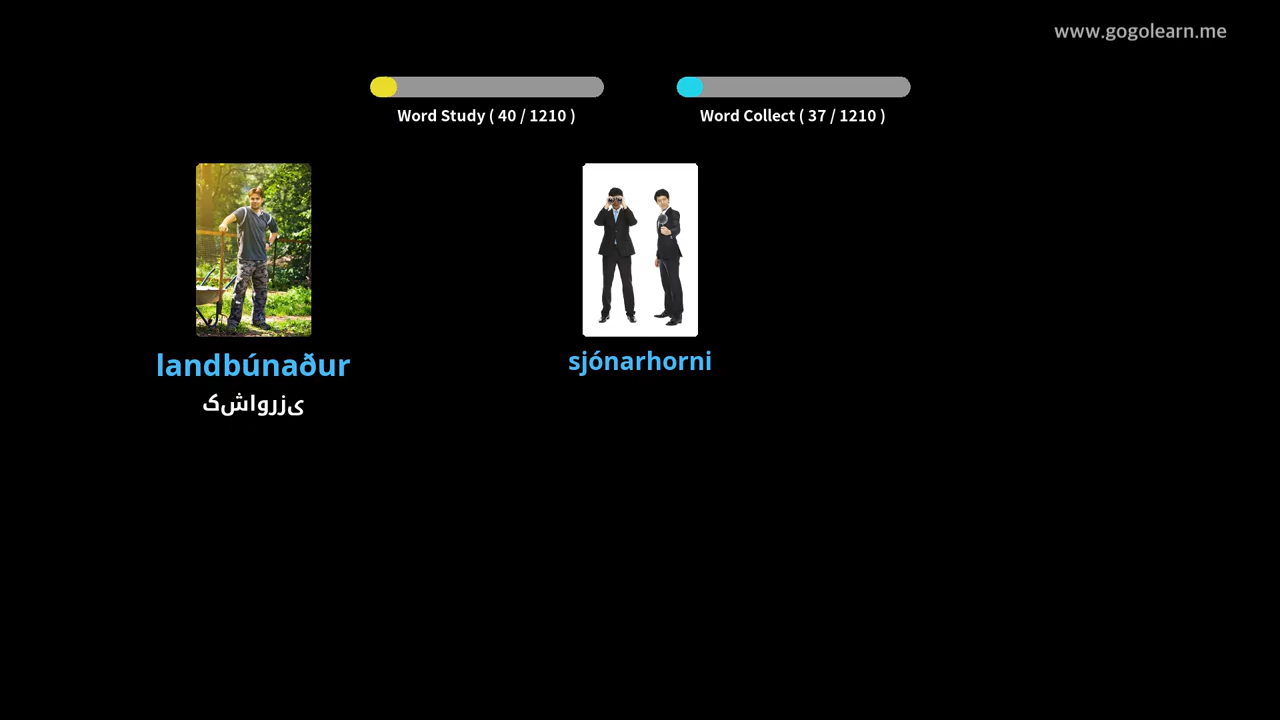 www.gogolearn.me
Word Study ( 40 / 1210 )
Word Collect ( 37 / 1210 )
landbúnaður
کشاورزی
sjónarhorni